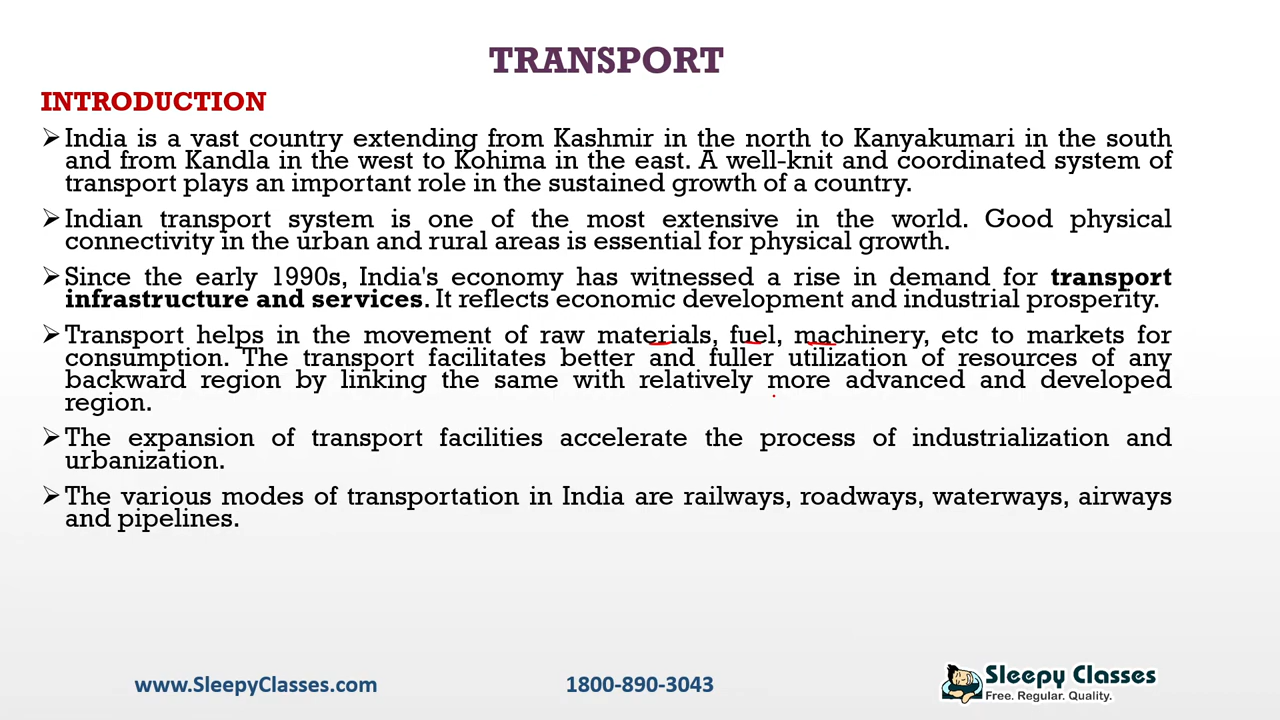 TRANSPORT
INTRODUCTION
➢India is a vast country extending from Kashmir in the north to Kanyakumari in the south
and from Kandla in the west to Kohima in the east. A well-knit and coordinated system of
transport plays an important role in the sustained growth of a country.
➢Indian transport system is one of the most extensive in the world. Good physical
connectivity in the urban and rural areas is essential for physical growth.
➢Since the early 1990s, India's economy has witnessed a rise in demand for transport
infrastructure and services. It reflects economic development and industrial prosperity.
➢Transport helps in the movement of raw materials, fuel, machinery, etc to markets for
consumption. The transport facilitates better and fuller utilization of resources of any
backward region by linking the same with relatively more advanced and developed
region.
➢The expansion of transport facilities accelerate the process of industrialization and
urbanization.
➢The various modes of transportation in India are railways, roadways, waterways, airways
and pipelines.
www.SleepyClasses.com
1800-890-3043
Sleepy Classes
Free. Regular. Quality.